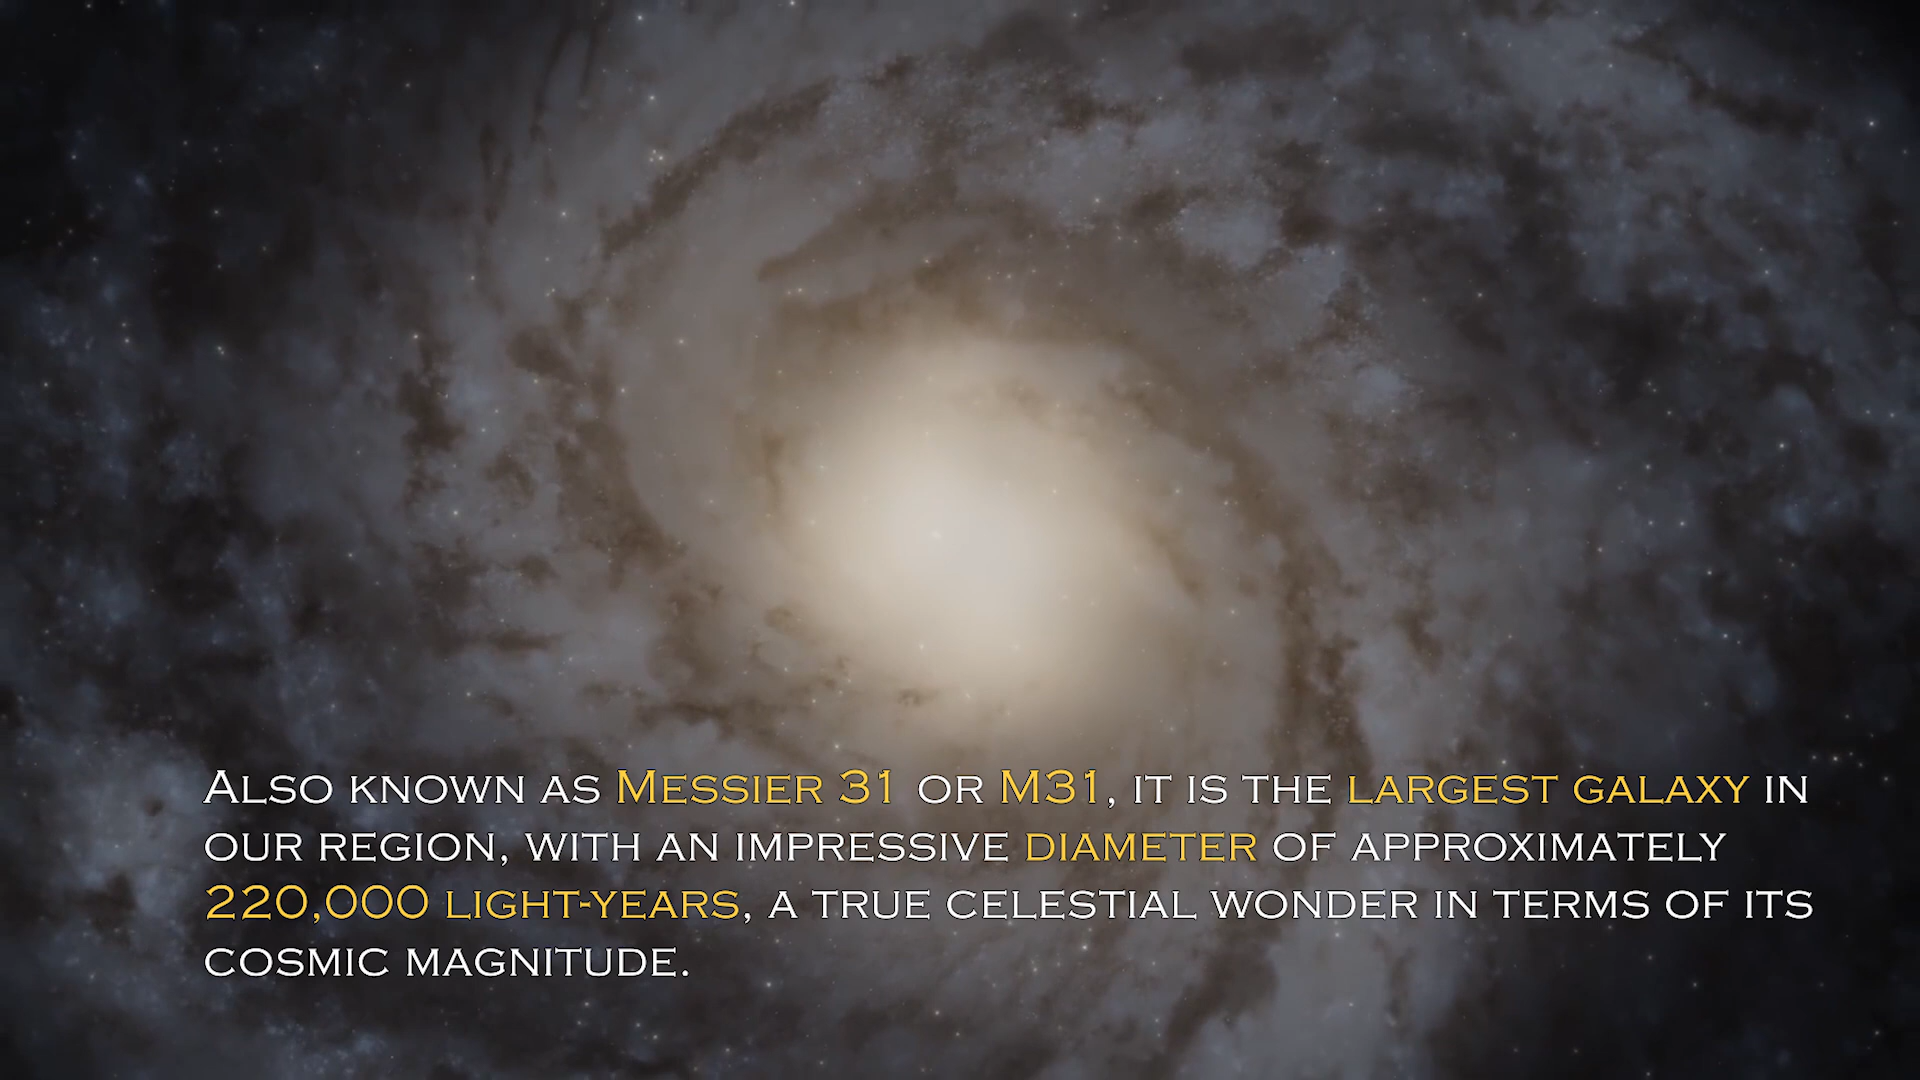 Also known as Messier 31 or M31, it is the largest galaxy in
our region, with an impressive diameter of approximately
220,000 light-years, a true celestial wonder in terms of its
cosmic magnitude.